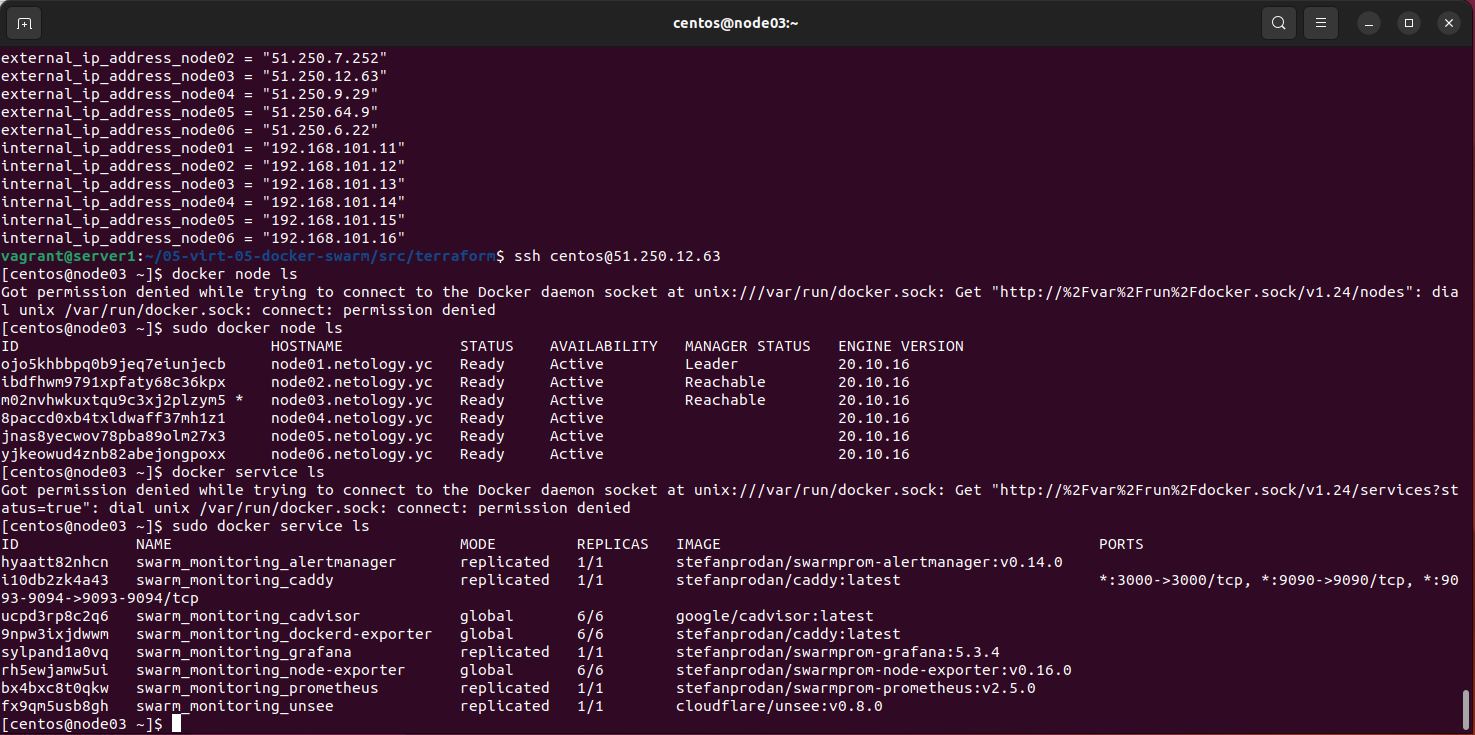 centos@node03:~
external_ip_address_node02 = "51.250.7.252"
external_ip_address_node03 = "51.250.12.63"
external_ip_address_node04 = "51.250.9.29"
external_ip_address_node05 = "51.250.64.9"
external_ip_address_node06 = "51.250.6.22"
internal_ip_address_node01 = "192.168.101.11"
internal_ip_address_node02 = "192.168.101.12"
internal_ip_address_node03 = "192.168.101.13"
internal_ip_address_node04 = "192.168.101.14"
internal_ip_address_node05 = "192.168.101.15"
internal_ip_address_node06 = "192.168.101.16"
vagrant@server1:~/05-virt-05-docker-swarm/src/terraform$ ssh centos@51.250.12.63
[centos@node03 ~]$ docker node ls
Got permission denied while trying to connect to the Docker daemon socket at unix:///var/run/docker.sock: Get "http://%2Fvar%2Frun%2Fdocker.sock/v1.24/nodes": dia
l unix /var/run/docker.sock: connect: permission denied
[centos@node03 ~]$ sudo docker node ls
ID                            HOSTNAME             STATUS    AVAILABILITY   MANAGER STATUS   ENGINE VERSION
ojo5khbbpq0b9jeq7eiunjecb     node01.netology.yc   Ready     Active         Leader           20.10.16
ibdfhwm9791xpfaty68c36kpx     node02.netology.yc   Ready     Active         Reachable        20.10.16
m02nvhwkuxtqu9c3xj2plzym5 *   node03.netology.yc   Ready     Active         Reachable        20.10.16
8paccd0xb4txldwaff37mh1z1     node04.netology.yc   Ready     Active                          20.10.16
jnas8yecwov78pba89olm27x3     node05.netology.yc   Ready     Active                          20.10.16
yjkeowud4znb82abejongpoxx     node06.netology.yc   Ready     Active                          20.10.16
[centos@node03 ~]$ docker service ls
Got permission denied while trying to connect to the Docker daemon socket at unix:///var/run/docker.sock: Get "http://%2Fvar%2Frun%2Fdocker.sock/v1.24/services?st
atus=true": dial unix /var/run/docker.sock: connect: permission denied
[centos@node03 ~]$ sudo docker service ls
ID             NAME                                MODE         REPLICAS   IMAGE                                          PORTS
hyaatt82nhcn   swarm_monitoring_alertmanager       replicated   1/1        stefanprodan/swarmprom-alertmanager:v0.14.0
i10db2zk4a43   swarm_monitoring_caddy              replicated   1/1        stefanprodan/caddy:latest                      *:3000->3000/tcp, *:9090->9090/tcp, *:90
93-9094->9093-9094/tcp
ucpd3rp8c2q6   swarm_monitoring_cadvisor           global       6/6        google/cadvisor:latest
9npw3ixjdwwm   swarm_monitoring_dockerd-exporter   global       6/6        stefanprodan/caddy:latest
sylpand1a0vq   swarm_monitoring_grafana            replicated   1/1        stefanprodan/swarmprom-grafana:5.3.4
rh5ewjamw5ui   swarm_monitoring_node-exporter      global       6/6        stefanprodan/swarmprom-node-exporter:v0.16.0
bx4bxc8t0qkw   swarm_monitoring_prometheus         replicated   1/1        stefanprodan/swarmprom-prometheus:v2.5.0
fx9qm5usb8gh   swarm_monitoring_unsee              replicated   1/1        cloudflare/unsee:v0.8.0
[centos@node03 ~]$